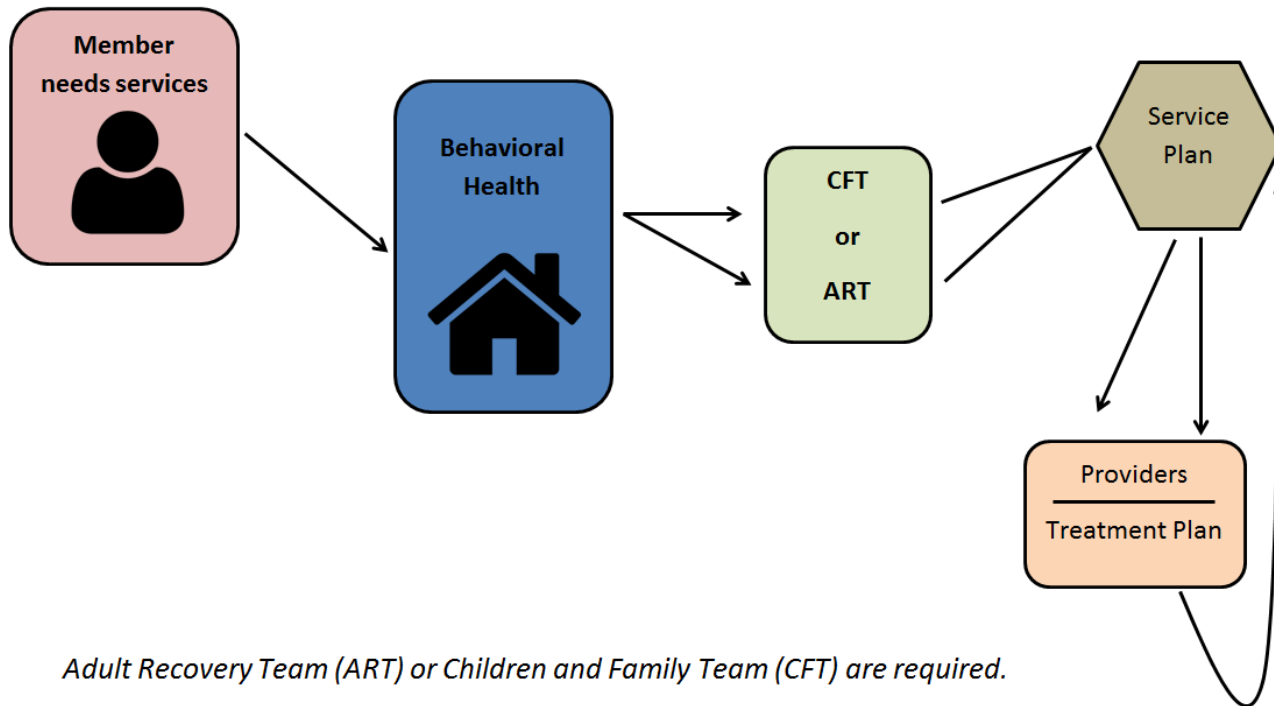 Member
needs services
Behavioral
Health
CFT
or
ART
Service
Plan
Providers
Treatment Plan
Adult Recovery Team (ART) or Children and Family Team (CFT) are required.